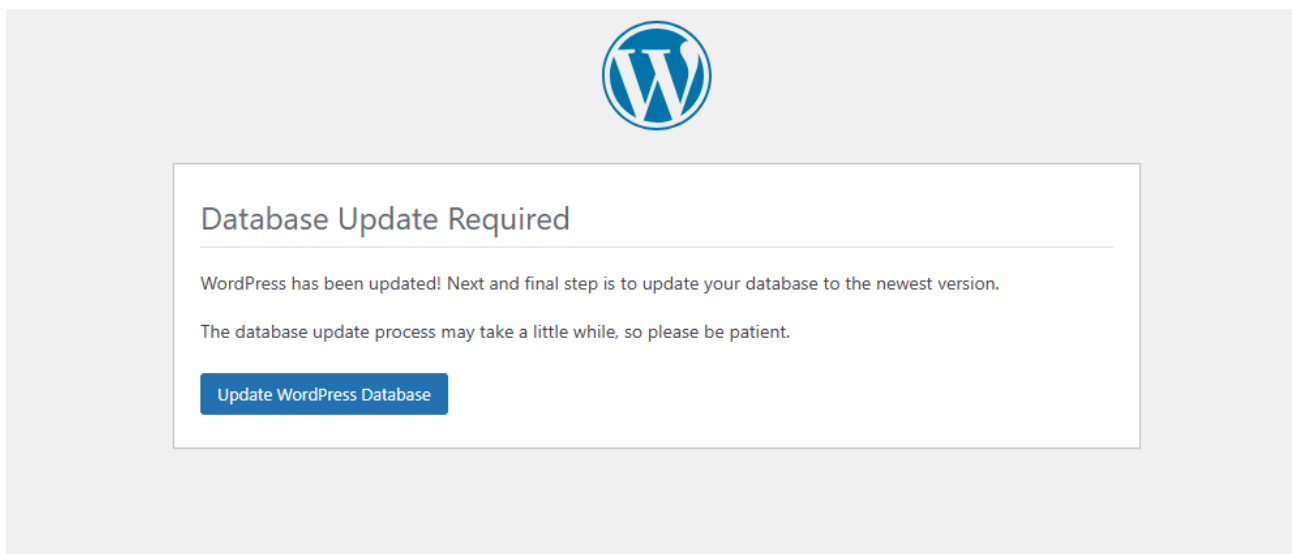 Database Update Required
WordPress has been updated! Next and final step is to update your database to the newest version.
The database update process may take a little while, so please be patient.
Update WordPress Database